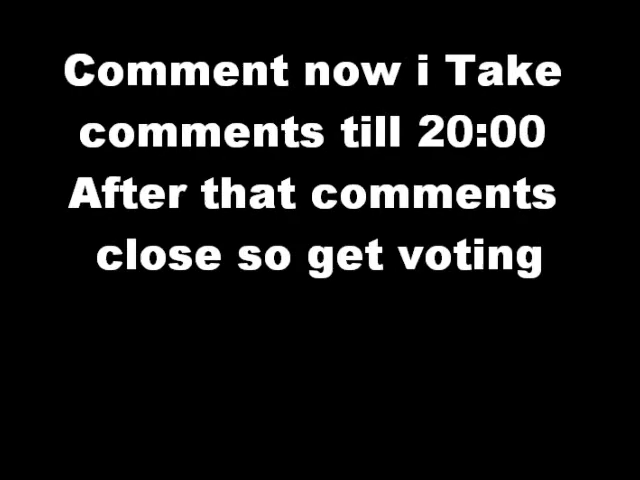 Comment now i Take
comments till 20:00
After that comments
close so get voting